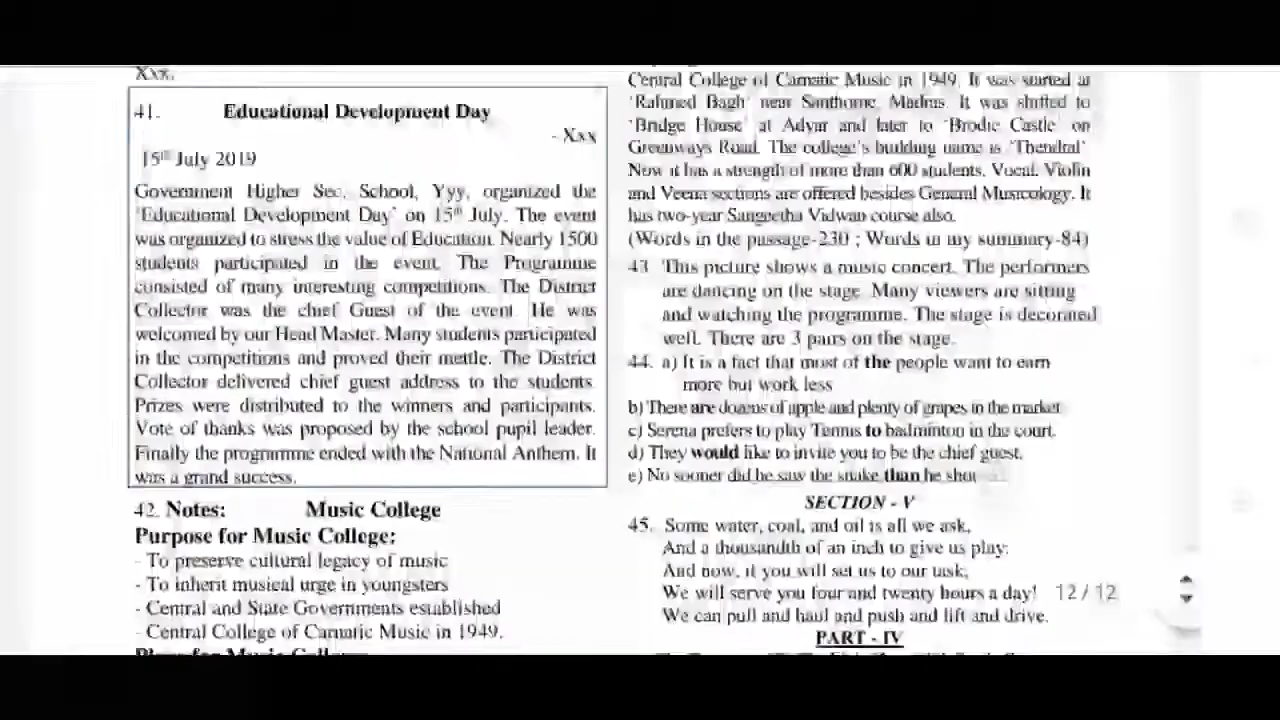 Xxx.
41. Educational Development Day
- Xxx
15th July 2019
Government Higher Sec. School, Yyy, organized the
'Educational Development Day' on 15th July. The event
was organized to stress the value of Education. Nearly 1500
students participated in the event. The Programme
consisted of many interesting competitions. The District
Collector was the chief Guest of the event. He was
welcomed by our Head Master. Many students participated
in the competitions and proved their mettle. The District
Collector delivered chief guest address to the students.
Prizes were distributed to the winners and participants.
Vote of thanks was proposed by the school pupil leader.
Finally the programme ended with the National Anthem. It
was a grand success.
42. Notes: Music College
Purpose for Music College:
- To preserve cultural legacy of music
- To inherit musical urge in youngsters
- Central and State Governments established
- Central College of Carnatic Music in 1949.
Central College of Carnatic Music in 1949. It was started at
'Rahmed Bagh' near Santhome, Madras. It was shifted to
'Bridge House' at Adyar and later to 'Brodie Castle' on
Greenways Road. The college's building name is 'Thendral'
Now it has a strength of more than 600 students. Vocal, Violin
and Veena sections are offered besides General Musicology. It
has two-year Sangeetha Vidwan course also.
(Words in the passage-230 ; Words in my summary-84)
43 This picture shows a music concert. The performers
are dancing on the stage. Many viewers are sitting
and watching the programme. The stage is decorated
well. There are 3 pairs on the stage.
44. a) It is a fact that most of the people want to earn
more but work less
b) There are dozens of apple and plenty of grapes in the market
c) Serena prefers to play Tennis to badminton in the court.
d) They would like to invite you to be the chief guest.
e) No sooner did he saw the snake than he shot
SECTION - V
45. Some water, coal, and oil is all we ask,
And a thousandth of an inch to give us play:
And now, if you will set us to our task,
We will serve you four and twenty hours a day!
We can pull and haul and push and lift and drive.
PART - IV
12 / 12